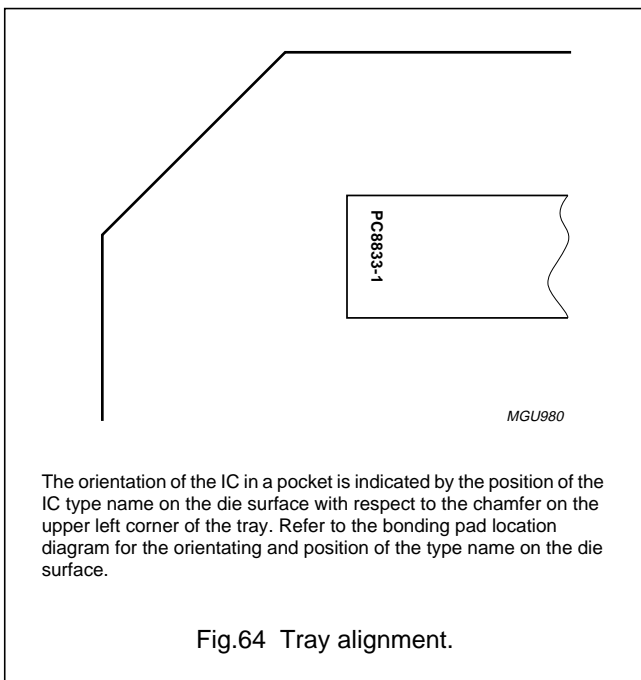 PC8833-1
MGU980
The orientation of the IC in a pocket is indicated by the position of the
IC type name on the die surface with respect to the chamfer on the
upper left corner of the tray. Refer to the bonding pad location
diagram for the orientating and position of the type name on the die
surface.
Fig.64 Tray alignment.